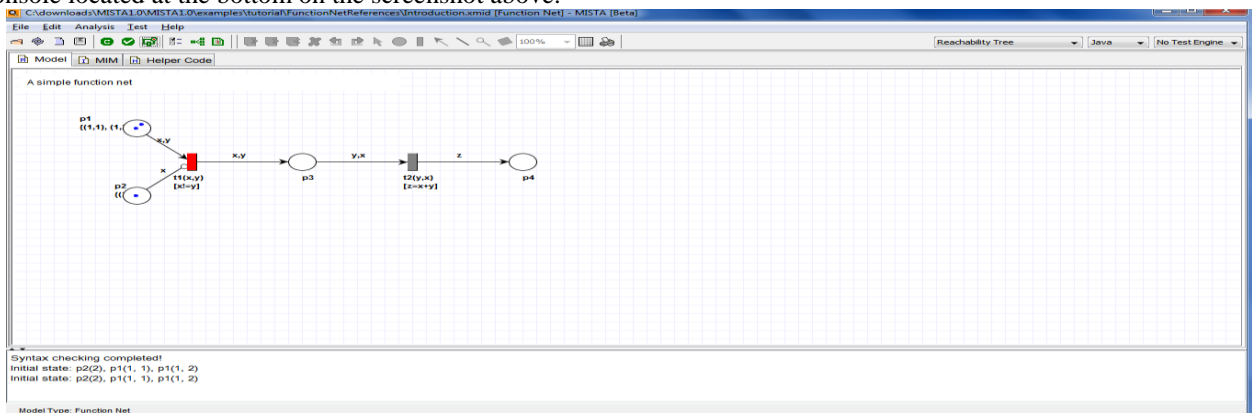 console located at the bottom on the screenshot above.
C:\downloads\MISTA1.0\MISTA1.0\examples\tutorial\FunctionNetReferences\Introduction.xmid [Function Net] - MISTA [Beta]
File Edit Analysis Test Help
100% Reachability Tree Java No Test Engine
Model MIM Helper Code
A simple function net
p1
{(1,1), (1,
x,y
x,y
y,x
z
x
t1(x,y)
[x!=y]
p3
t2(y,x)
[z=x+y]
p4
p2
{(
Syntax checking completed!
Initial state: p2(2), p1(1, 1), p1(1, 2)
Initial state: p2(2), p1(1, 1), p1(1, 2)
Model Type: Function Net